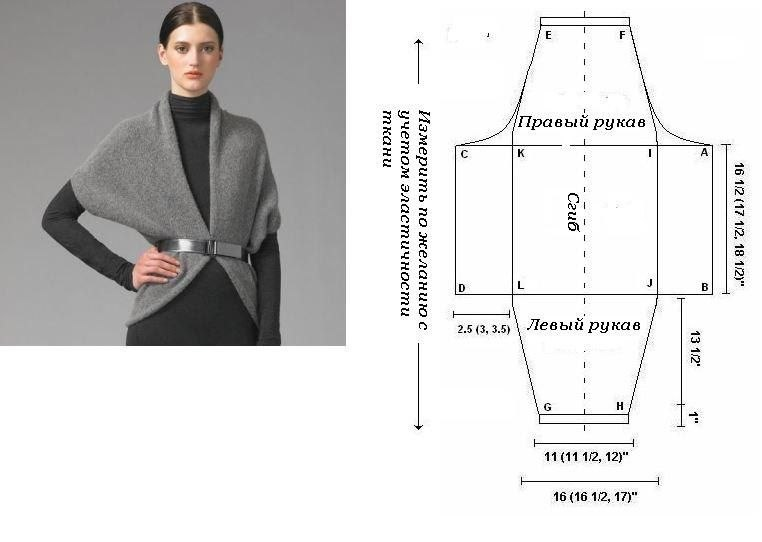 E F
Правый рукав
C K I A
Измерить по желанию с
учетом эластичности
ткани
Сгиб
16 1/2 (17 1/2, 18 1/2)"
D L J B
2.5 (3, 3.5)
Левый рукав
13 1/2'
G H
1"
11 (11 1/2, 12)"
16 (16 1/2, 17)"